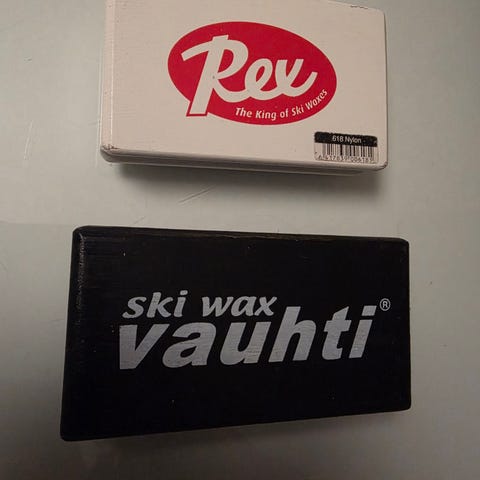 Rex
The King of Ski Waxes
618 Nylon
ski wax
vauhti®